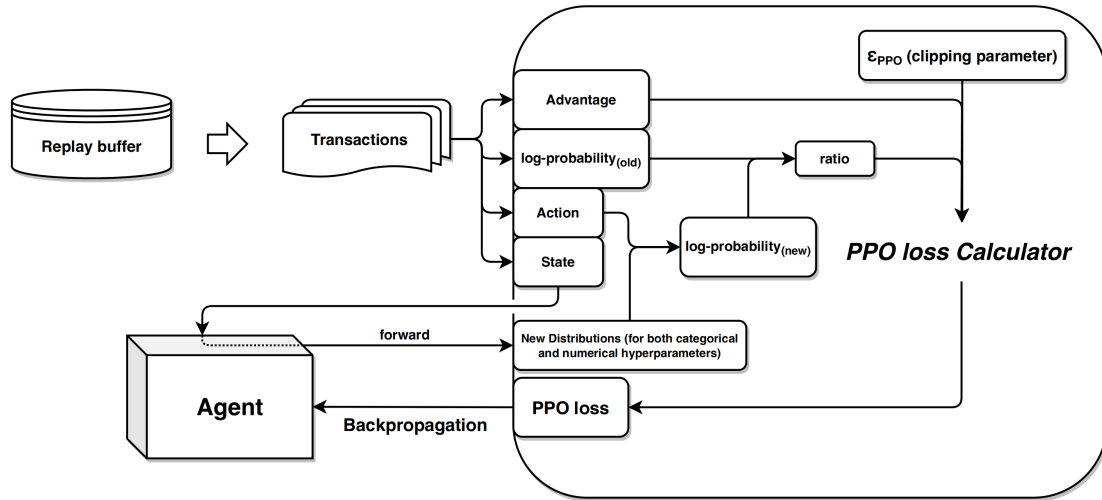 ε_PPO (clipping parameter)
Advantage
Replay buffer
Transactions
log-probability(old)
ratio
Action
log-probability(new)
PPO loss Calculator
State
forward
New Distributions (for both categorical
and numerical hyperparameters)
Agent
PPO loss
Backpropagation